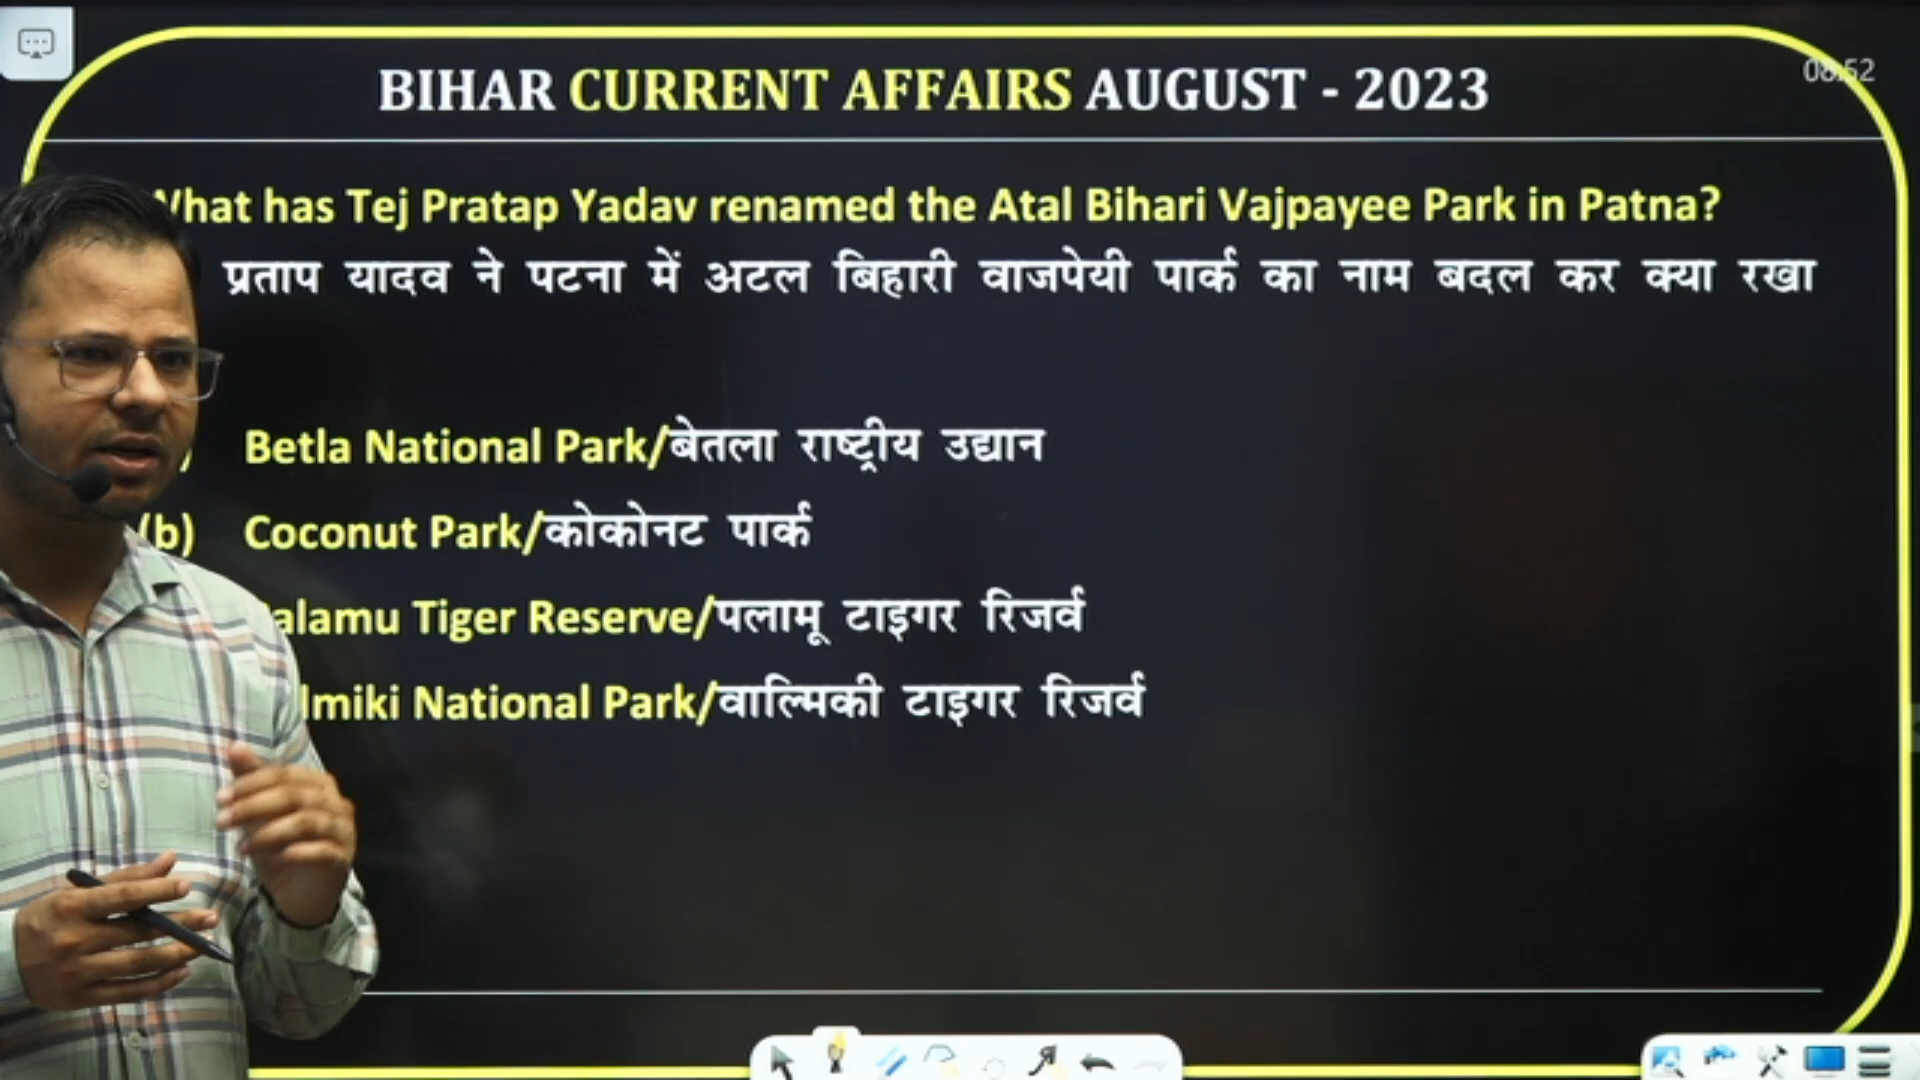 BIHAR CURRENT AFFAIRS AUGUST - 2023
08:52
What has Tej Pratap Yadav renamed the Atal Bihari Vajpayee Park in Patna?
प्रताप यादव ने पटना में अटल बिहारी वाजपेयी पार्क का नाम बदल कर क्या रखा
Betla National Park/बेतला राष्ट्रीय उद्यान
(b) Coconut Park/कोकोनट पार्क
alamu Tiger Reserve/पलामू टाइगर रिजर्व
lmiki National Park/वाल्मिकी टाइगर रिजर्व